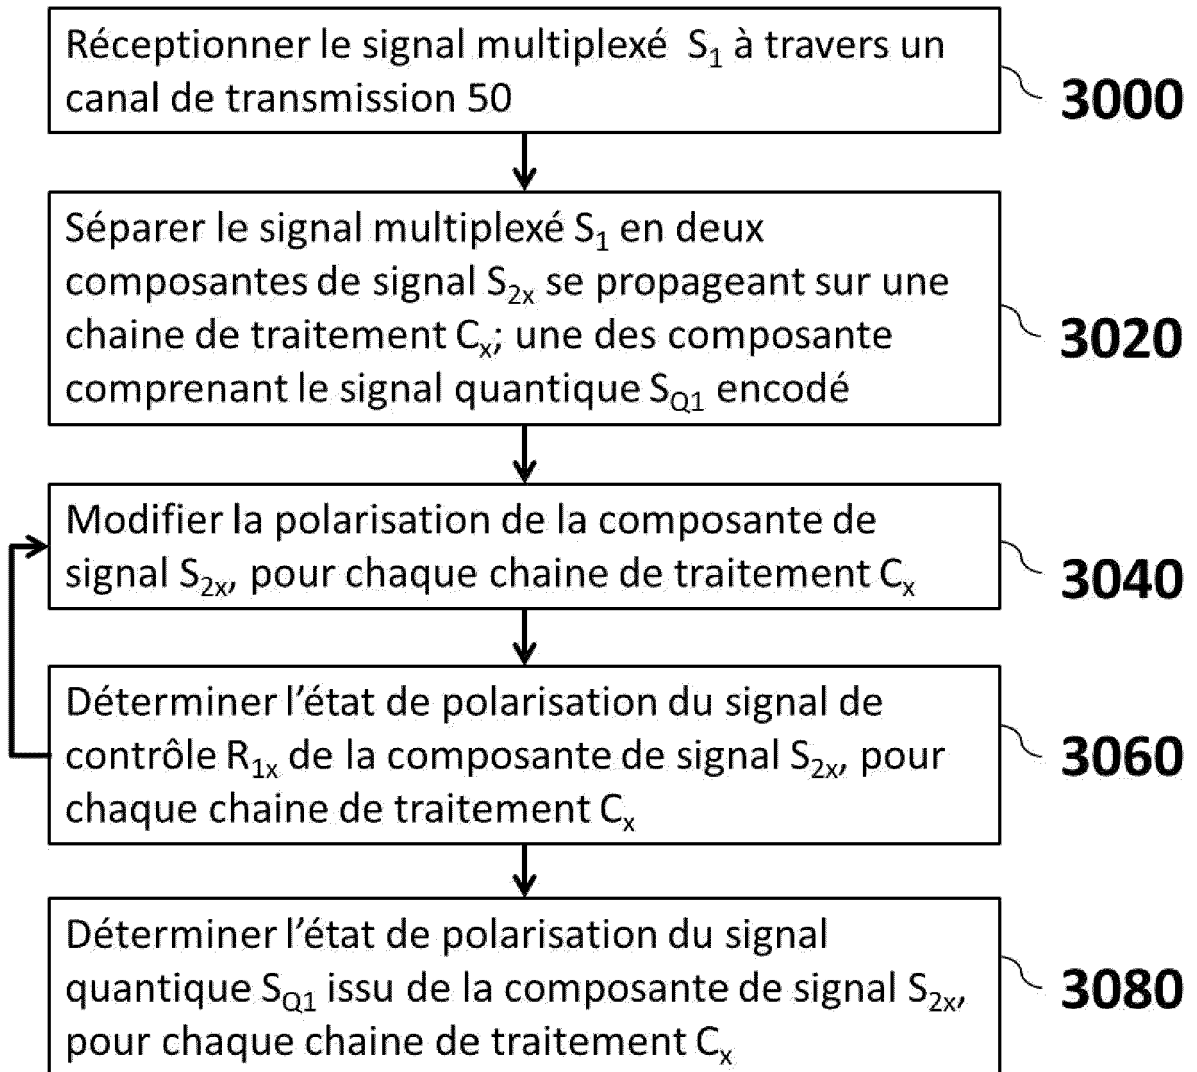 Réceptionner le signal multiplexé S1 à travers un
canal de transmission 50
3000
Séparer le signal multiplexé S1 en deux
composantes de signal S2x se propageant sur une
chaine de traitement Cx; une des composante
comprenant le signal quantique SQ1 encodé
3020
Modifier la polarisation de la composante de
signal S2x, pour chaque chaine de traitement Cx
3040
Déterminer l'état de polarisation du signal de
contrôle R1x de la composante de signal S2x, pour
chaque chaine de traitement Cx
3060
Déterminer l'état de polarisation du signal
quantique SQ1 issu de la composante de signal S2x,
pour chaque chaine de traitement Cx
3080